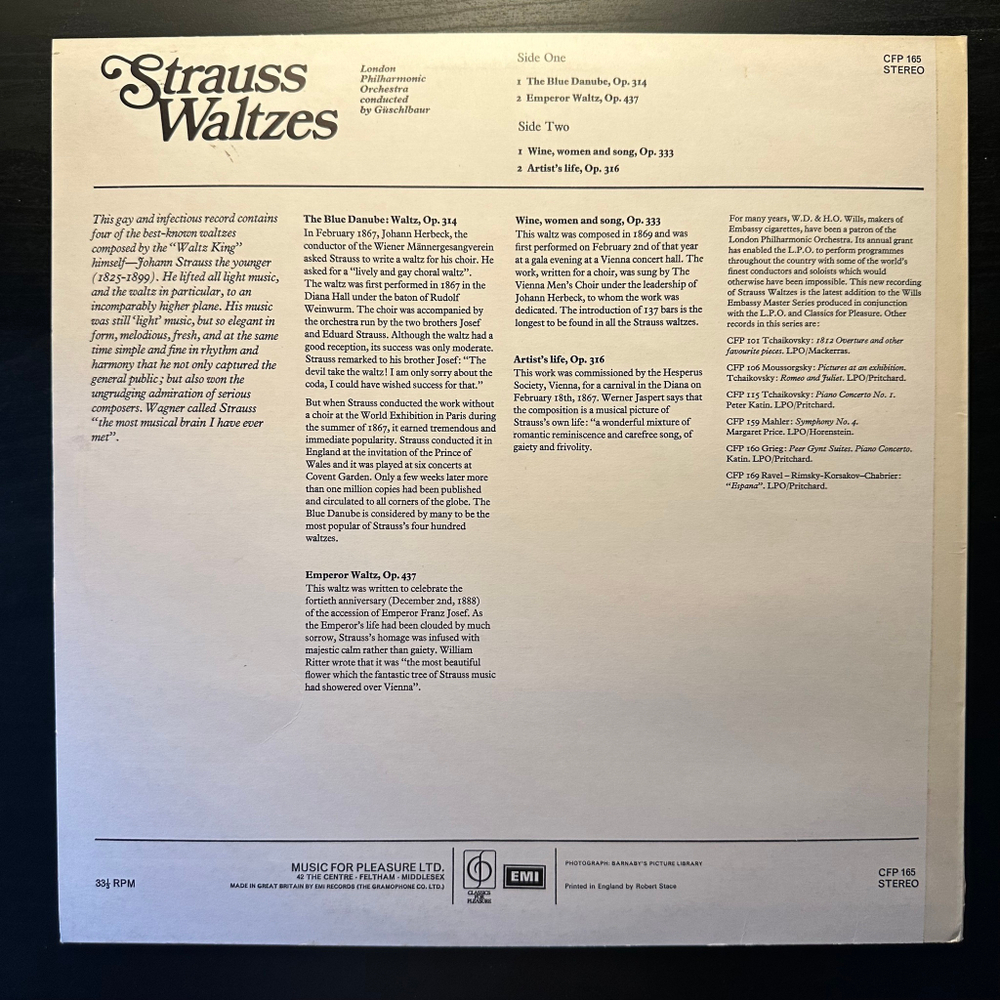 Strauss
Waltzes
London
Philharmonic
Orchestra
conducted
by Güschlbaur
Side One
1 The Blue Danube, Op. 314
2 Emperor Waltz, Op. 437
Side Two
1 Wine, women and song, Op. 333
2 Artist's life, Op. 316
CFP 165
STEREO
This gay and infectious record contains
four of the best-known waltzes
composed by the "Waltz King"
himself—Johann Strauss the younger
(1825-1899). He lifted all light music,
and the waltz in particular, to an
incomparably higher plane. His music
was still 'light' music, but so elegant in
form, melodious, fresh, and at the same
time simple and fine in rhythm and
harmony that he not only captured the
general public; but also won the
ungrudging admiration of serious
composers. Wagner called Strauss
"the most musical brain I have ever
met".
The Blue Danube: Waltz, Op. 314
In February 1867, Johann Herbeck, the
conductor of the Wiener Männergesangverein
asked Strauss to write a waltz for his choir. He
asked for a "lively and gay choral waltz".
The waltz was first performed in 1867 in the
Diana Hall under the baton of Rudolf
Weinwurm. The choir was accompanied by
the orchestra run by the two brothers Josef
and Eduard Strauss. Although the waltz had a
good reception, its success was only moderate.
Strauss remarked to his brother Josef: "The
devil take the waltz! I am only sorry about the
coda, I could have wished success for that."
But when Strauss conducted the work without
a choir at the World Exhibition in Paris during
the summer of 1867, it earned tremendous and
immediate popularity. Strauss conducted it in
England at the invitation of the Prince of
Wales and it was played at six concerts at
Covent Garden. Only a few weeks later more
than one million copies had been published
and circulated to all corners of the globe. The
Blue Danube is considered by many to be the
most popular of Strauss's four hundred
waltzes.
Emperor Waltz, Op. 437
This waltz was written to celebrate the
fortieth anniversary (December 2nd, 1888)
of the accession of Emperor Franz Josef. As
the Emperor's life had been clouded by much
sorrow, Strauss's homage was infused with
majestic calm rather than gaiety. William
Ritter wrote that it was "the most beautiful
flower which the fantastic tree of Strauss music
had showered over Vienna".
Wine, women and song, Op. 333
This waltz was composed in 1869 and was
first performed on February 2nd of that year
at a gala evening at a Vienna concert hall. The
work, written for a choir, was sung by The
Vienna Men's Choir under the leadership of
Johann Herbeck, to whom the work was
dedicated. The introduction of 137 bars is the
longest to be found in all the Strauss waltzes.
Artist's life, Op. 316
This work was commissioned by the Hesperus
Society, Vienna, for a carnival in the Diana on
February 18th, 1867. Werner Jaspert says that
the composition is a musical picture of
Strauss's own life: "a wonderful mixture of
romantic reminiscence and carefree song, of
gaiety and frivolity.
For many years, W.D. & H.O. Wills, makers of
Embassy cigarettes, have been a patron of the
London Philharmonic Orchestra. Its annual grant
has enabled the L.P.O. to perform programmes
throughout the country with some of the world's
finest conductors and soloists which would
otherwise have been impossible. This new recording
of Strauss Waltzes is the latest addition to the Wills
Embassy Master Series produced in conjunction
with the L.P.O. and Classics for Pleasure. Other
records in this series are:
CFP 101 Tchaikovsky: 1812 Overture and other
favourite pieces. LPO/Mackerras.
CFP 106 Moussorgsky: Pictures at an exhibition.
Tchaikovsky: Romeo and Juliet. LPO/Pritchard.
CFP 115 Tchaikovsky: Piano Concerto No. 1.
Peter Katin. LPO/Pritchard.
CFP 159 Mahler: Symphony No. 4.
Margaret Price. LPO/Horenstein.
CFP 160 Grieg: Peer Gynt Suites. Piano Concerto.
Katin. LPO/Pritchard.
CFP 169 Ravel – Rimsky-Korsakov–Chabrier:
"Espana". LPO/Pritchard.
33⅓ RPM
MUSIC FOR PLEASURE LTD.
42 THE CENTRE · FELTHAM · MIDDLESEX
MADE IN GREAT BRITAIN BY EMI RECORDS (THE GRAMOPHONE CO. LTD.)
CLASSICS
FOR
PLEASURE
EMI
PHOTOGRAPH: BARNABY'S PICTURE LIBRARY
Printed in England by Robert Stace
CFP 165
STEREO